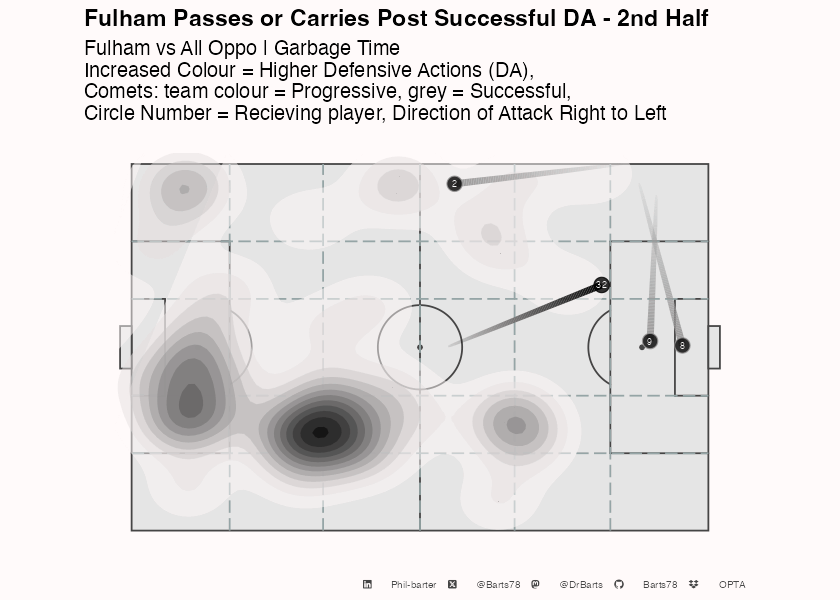 Fulham Passes or Carries Post Successful DA - 2nd Half
Fulham vs All Oppo | Garbage Time
Increased Colour = Higher Defensive Actions (DA),
Comets: team colour = Progressive, grey = Successful,
Circle Number = Recieving player, Direction of Attack Right to Left
2
32
9
8
Phil-barter @Barts78 @DrBarts Barts78 OPTA